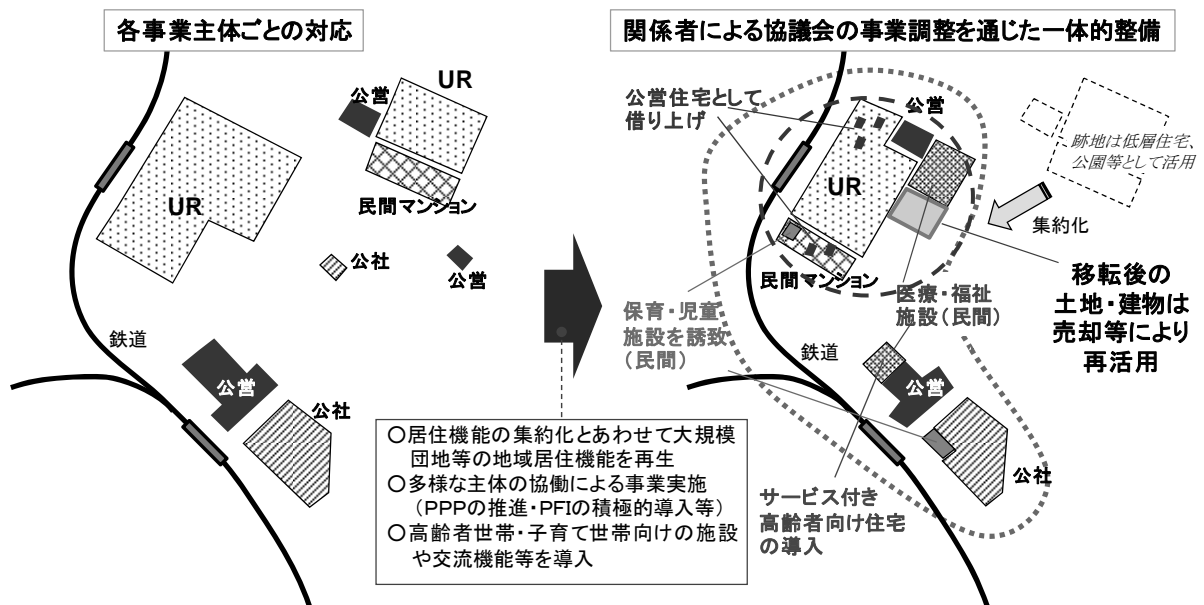 各事業主体ごとの対応
UR
公営
UR
民間マンション
公社
公営
鉄道
公営
公社
○居住機能の集約化とあわせて大規模
団地等の地域居住機能を再生
○多様な主体の協働による事業実施
（PPPの推進・PFIの積極的導入等）
○高齢者世帯・子育て世帯向けの施設
や交流機能等を導入
関係者による協議会の事業調整を通じた一体的整備
公営住宅として
借り上げ
公営
UR
跡地は低層住宅、
公園等として活用
集約化
民間マンション
医療・福祉
施設（民間）
移転後の
土地・建物は
売却等により
再活用
保育・児童
施設を誘致
（民間）
鉄道
公営
公社
サービス付き
高齢者向け住宅
の導入